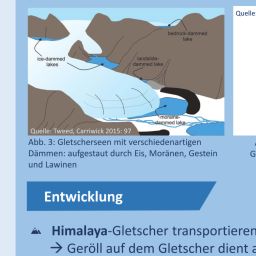 Quelle:
bedrock-dammed
lake
ice-dammed
lakes
landslide-
dammed lake
moraine-
dammed lake
Quelle: Tweed, Carriwick 2015: 97
Abb. 3: Gletscherseen mit verschiedenartigen
Dämmen: aufgestaut durch Eis, Moränen, Gestein
und Lawinen
Entwicklung
Himalaya-Gletscher transportieren
→ Geröll auf dem Gletscher dient a